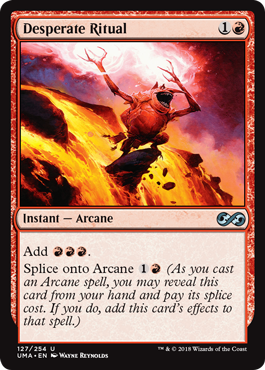 Desperate Ritual 1
Instant — Arcane
Add
Splice onto Arcane 1 (As you cast
an Arcane spell, you may reveal this
card from your hand and pay its splice
cost. If you do, add this card's effects to
that spell.)
127/254 U
UMA • EN Wayne Reynolds
™ & © 2018 Wizards of the Coast